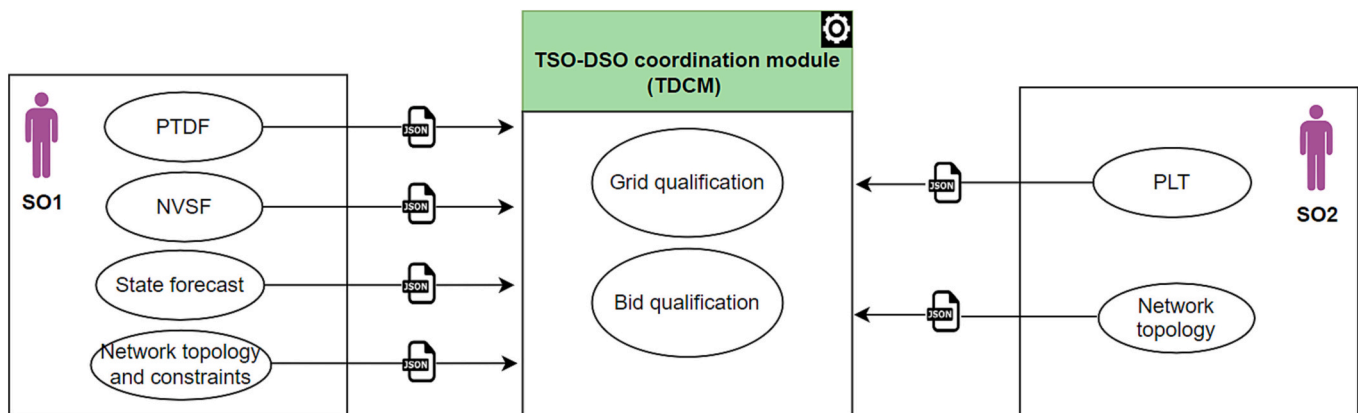 TSO-DSO coordination module
(TDCM)
SO1
PTDF
JSON
NVSF
JSON
State forecast
JSON
Network topology
and constraints
JSON
Grid qualification
Bid qualification
JSON
PLT
JSON
Network
topology
SO2